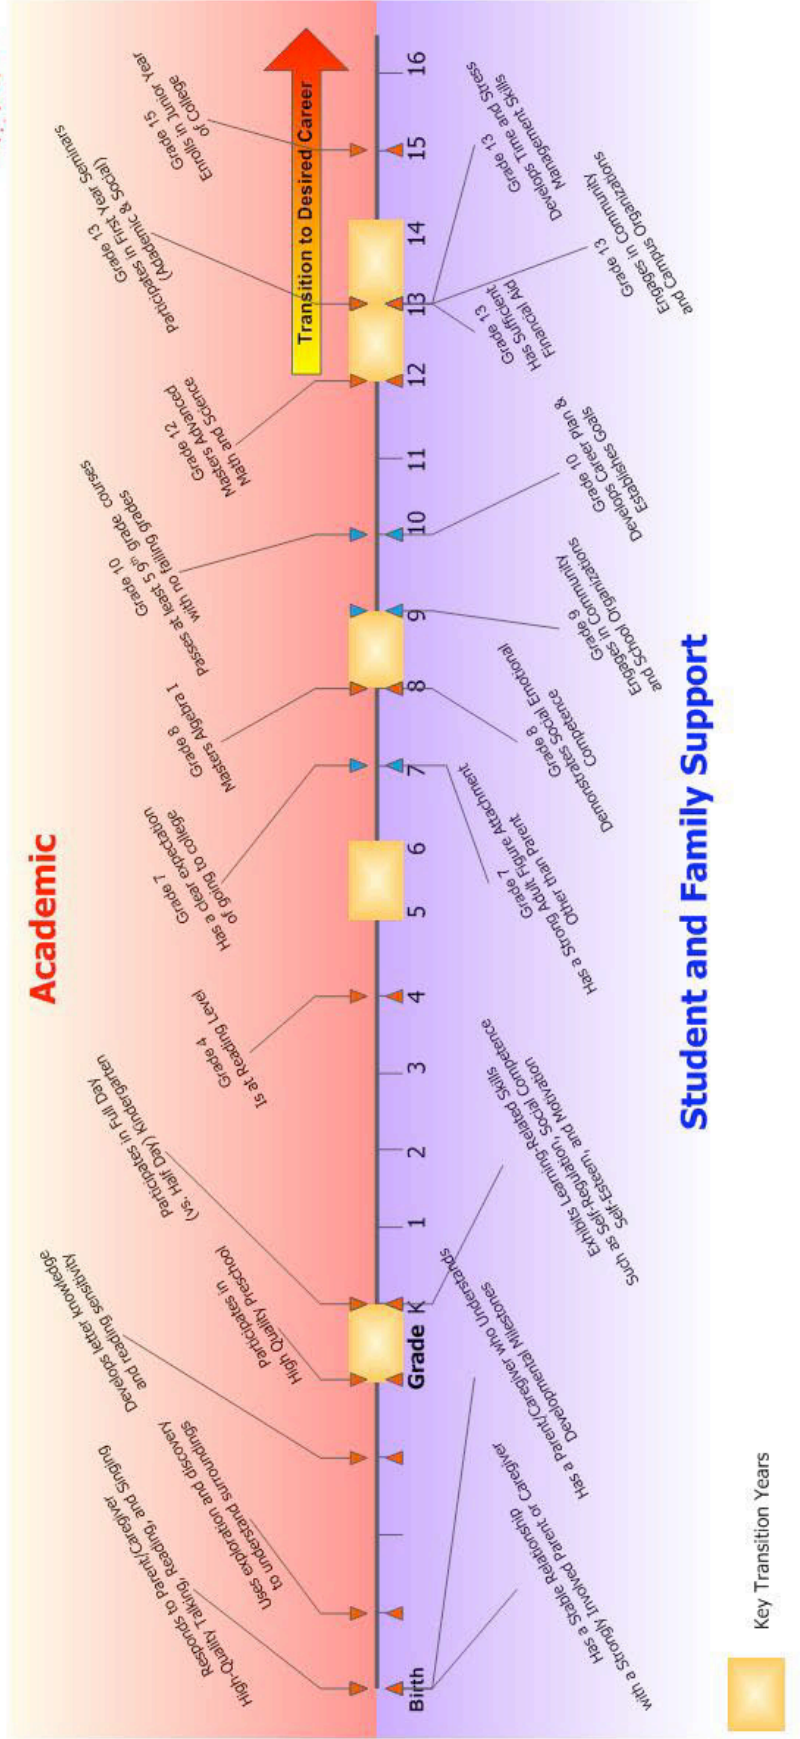 Academic
Responds to Parent/Caregiver
High-Quality Talking, Reading, and Singing
Uses exploration and discovery
to understand surroundings
Develops letter knowledge
and reading sensitivity
Participates in
High Quality Preschool
Participates in Full Day
(vs. Half Day) Kindergarten
Grade 4
Is at Reading Level
Grade 7
Has a clear expectation
of going to college
Grade 8
Masters Algebra I
Grade 10
Passes at least 5 9th grade courses
with no failing grades
Grade 12
Masters Advanced
Math and Science
Grade 13
Participates in First Year Seminars
(Adademic & Social)
Grade 15
Enrolls in Junior Year
of College
Transition to Desired Career
Birth Grade K 1 2 3 4 5 6 7 8 9 10 11 12 13 14 15 16
Has a Stable Relationship
with a Strongly Involved Parent or Caregiver
Has a Parent/Caregiver who Understands
Developmental Milestones
Exhibits Learning-Related Skills
Such as Self-Regulation, Social Competence
Self-Esteem, and Motivation
Grade 7
Has a Strong Adult Figure Attachment
Other than Parent
Grade 8
Demonstrates Social Emotional
Competence
Grade 9
Engages in Community
and School Organizations
Grade 10
Develops Career Plan &
Establishes Goals
Grade 13
Has Sufficient
Financial Aid
Grade 13
Develops Time and Stress
Management Skills
Grade 13
Engages in Community
and Campus Organizations
Student and Family Support
Key Transition Years